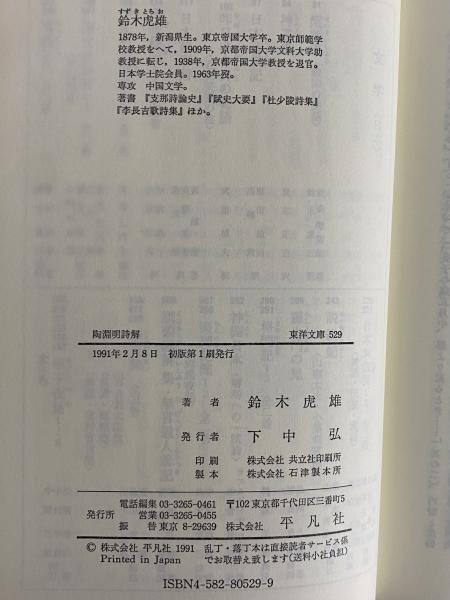 すずき とら お
鈴木虎雄
1878年，新潟県生。東京帝国大学卒。東京師範学
校教授をへて，1909年，京都帝国大学文科大学助
教授に転じ，1938年，京都帝国大学教授を退官。
日本学士院会員。1963年歿。
専攻 中国文学。
著書 『支那詩論史』『賦史大要』『杜少陵詩集』
『李長吉歌詩集』ほか。
陶淵明詩解 東洋文庫 529
1991年2月8日 初版第1刷発行
著者 鈴木虎雄
発行者 下中弘
印刷 株式会社 共立社印刷所
製本 株式会社 石津製本所
電話編集 03-3265-0461 〒102東京都千代田区三番町5
発行所 営業 03-3265-0455
振替東京 8-29639 株式会社 平凡社
© 株式会社 平凡社 1991 乱丁・落丁本は直接読者サービス係
Printed in Japan でお取替え致します（送料小社負担）
ISBN4-582-80529-9